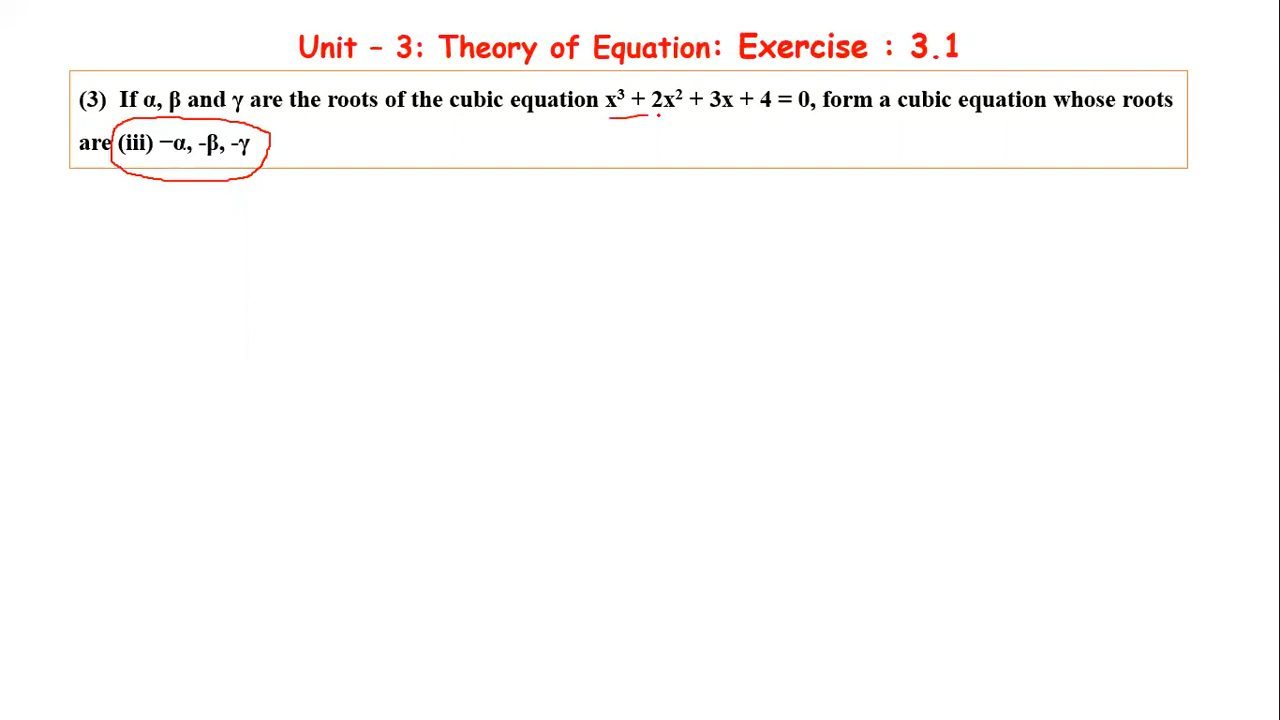 Unit – 3: Theory of Equation: Exercise : 3.1
(3) If α, β and γ are the roots of the cubic equation x³ + 2x² + 3x + 4 = 0, form a cubic equation whose roots
are (iii) −α, -β, -γ